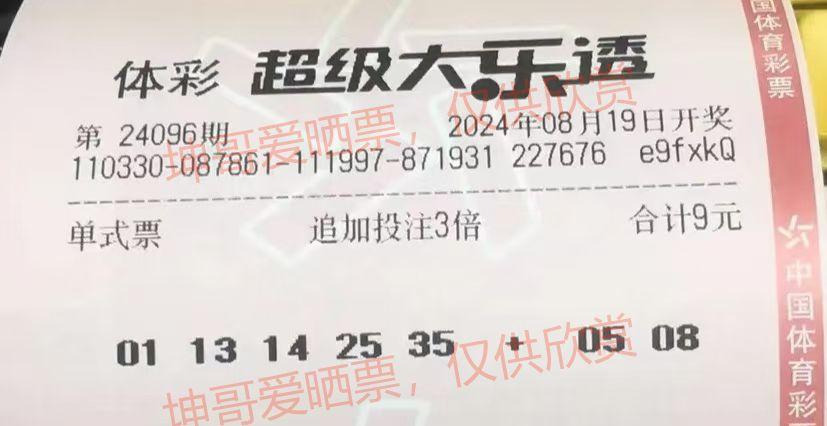 体彩 超级大乐透
第 24096期 2024年08月19日开奖
110330-087861-111997-871931 227676 e9fxkQ
单式票 追加投注3倍 合计9元
01 13 14 25 35 + 05 08
坤哥爱晒票，仅供欣赏
坤哥爱晒票，仅供欣赏
国体育彩票
中国体育彩